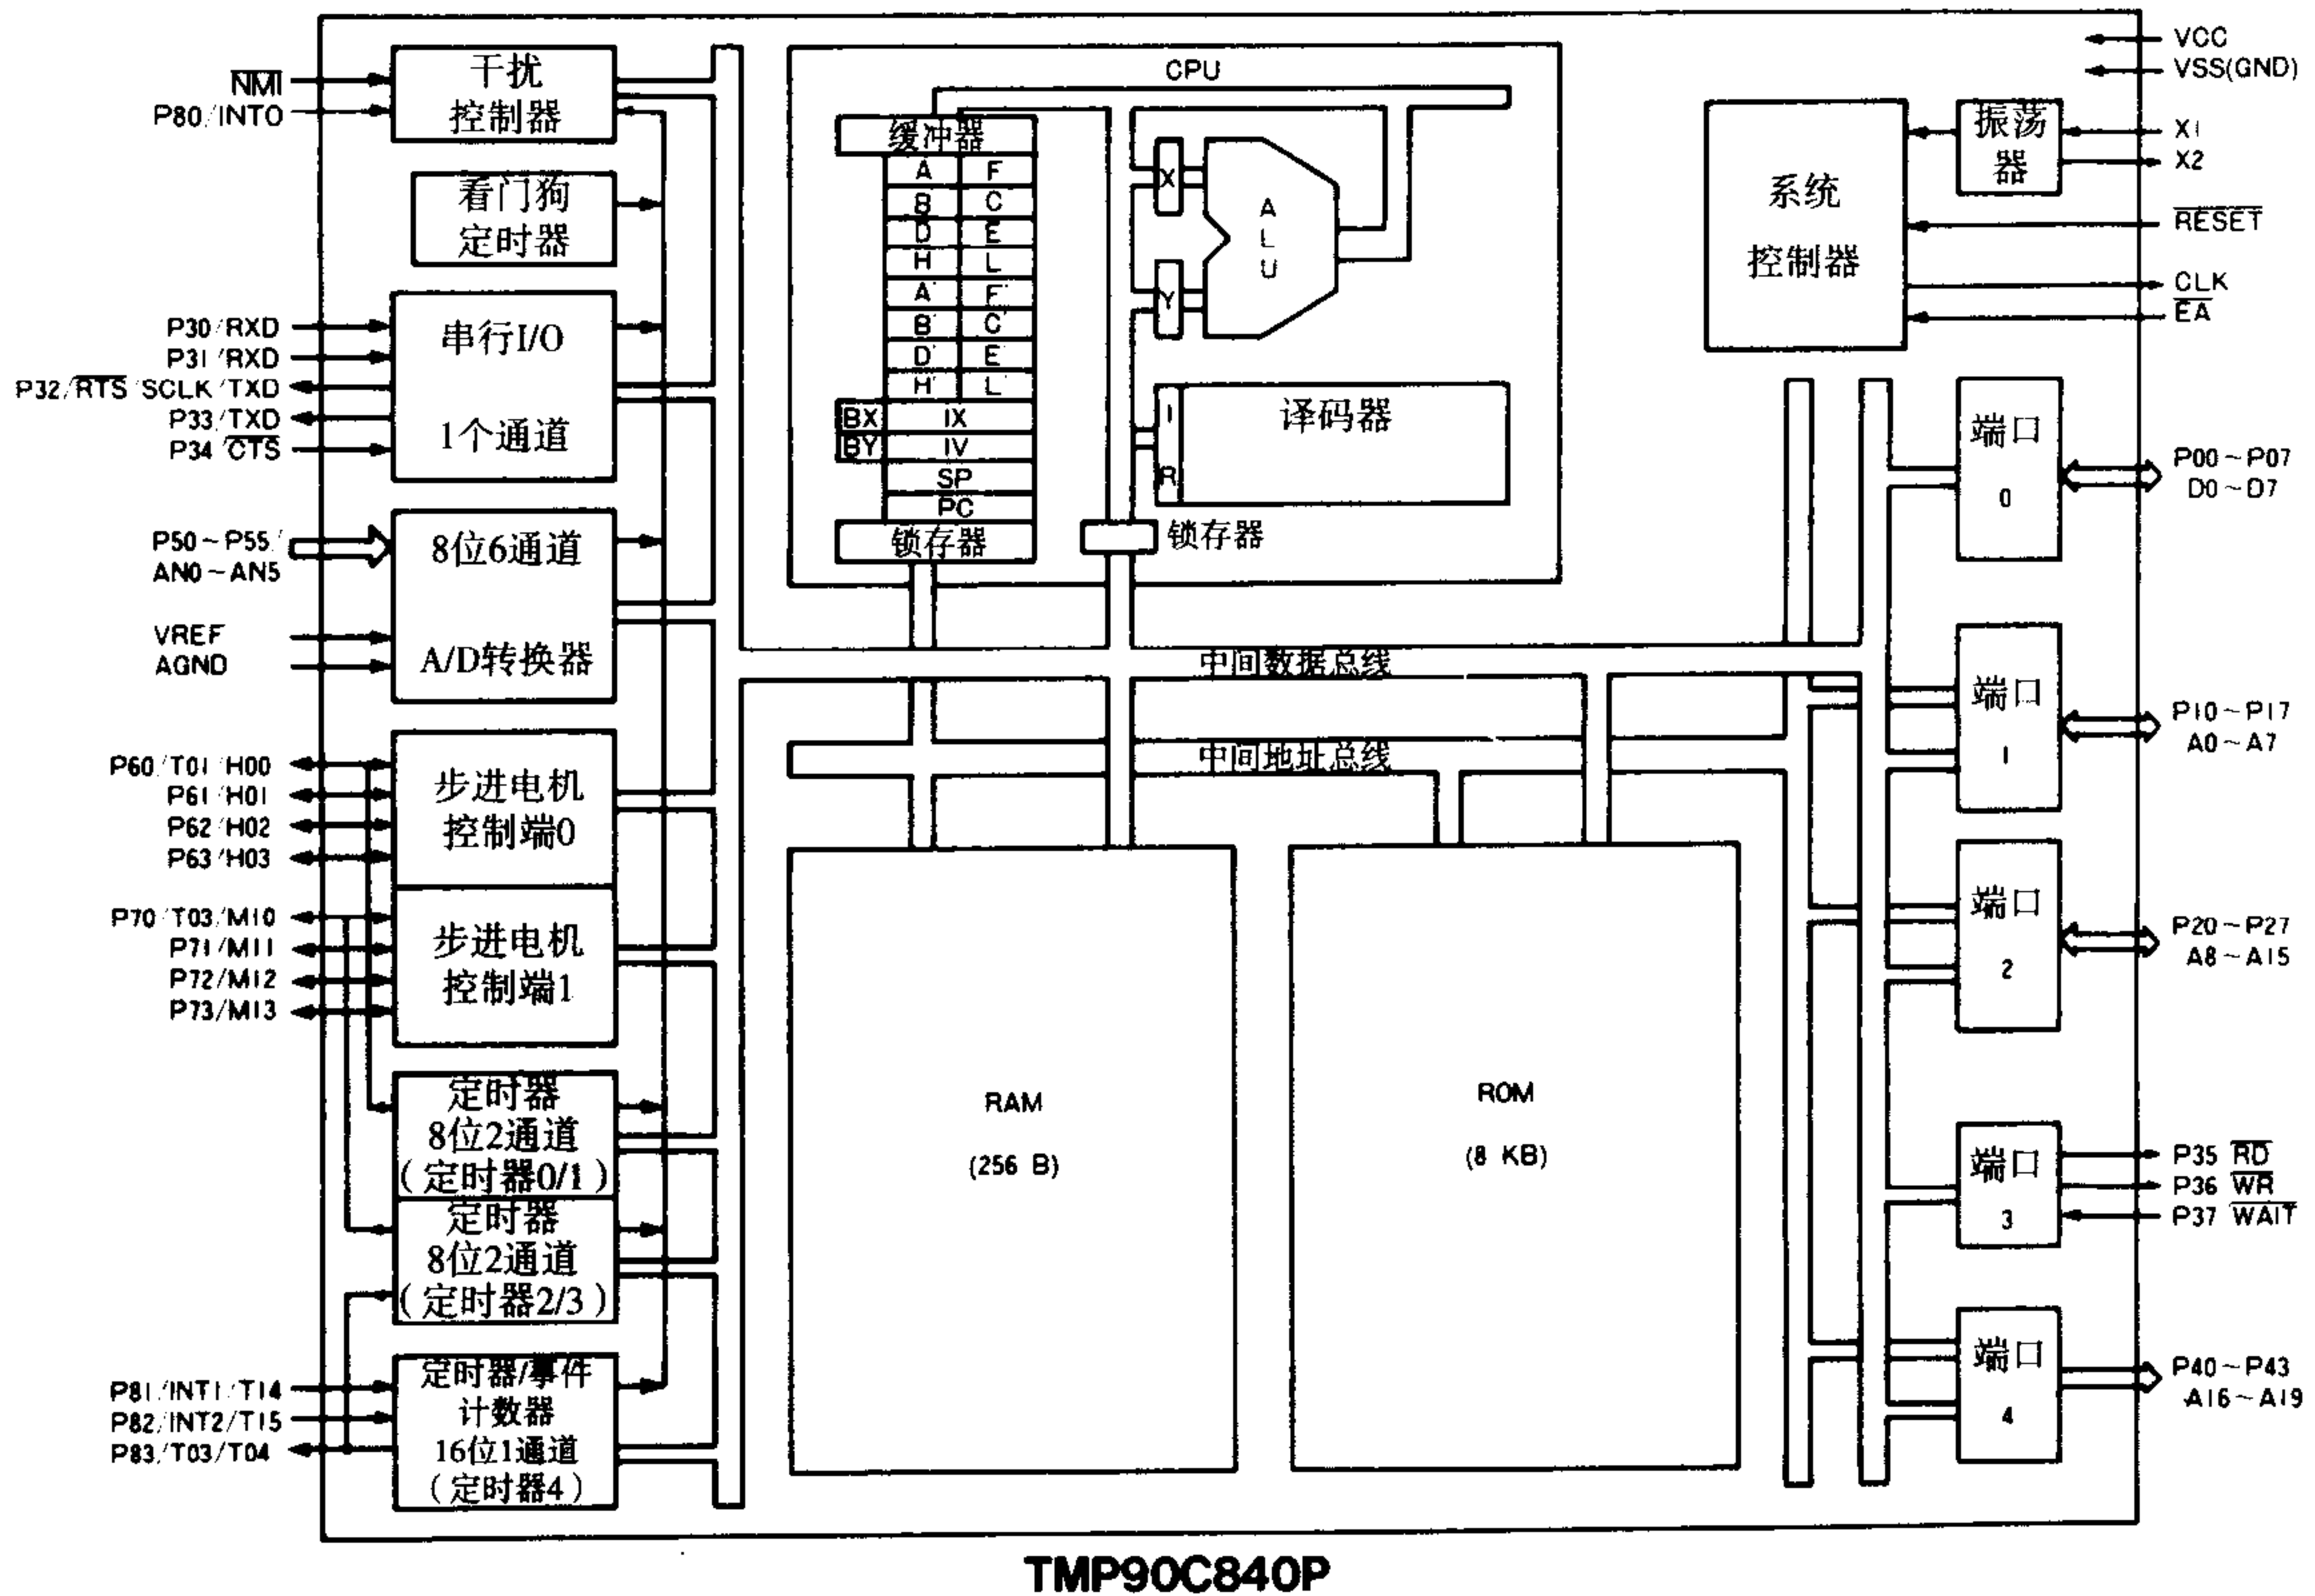 NMI
P80/INT0
干扰
控制器
看门狗
定时器
P30/RXD
P31/RXD
P32/RTS SCLK/TXD
P33/TXD
P34/CTS
串行I/O
1个通道
P50~P55/
AN0~AN5
VREF
AGND
8位6通道
A/D转换器
P60/T01/H00
P61/H01
P62/H02
P63/H03
步进电机
控制端0
P70/T03/M10
P71/M11
P72/M12
P73/M13
步进电机
控制端1
定时器
8位2通道
(定时器0/1)
定时器
8位2通道
(定时器2/3)
P81/INT1/T14
P82/INT2/T15
P83/T03/T04
定时器/事件
计数器
16位1通道
(定时器4)
CPU
缓冲器
A F
B C
D E
H L
A' F'
B' C'
D' E'
H' L'
BX IX
BY IV
SP
PC
锁存器
X
Y
ALU
IR
译码器
锁存器
中间数据总线
中间地址总线
RAM
(256 B)
ROM
(8 KB)
VCC
VSS(GND)
系统
控制器
振荡
器
X1
X2
RESET
CLK
EA
端口
0
P00~P07
D0~D7
端口
1
P10~P17
A0~A7
端口
2
P20~P27
A8~A15
端口
3
P35 RD
P36 WR
P37 WAIT
端口
4
P40~P43
A16~A19
TMP90C840P